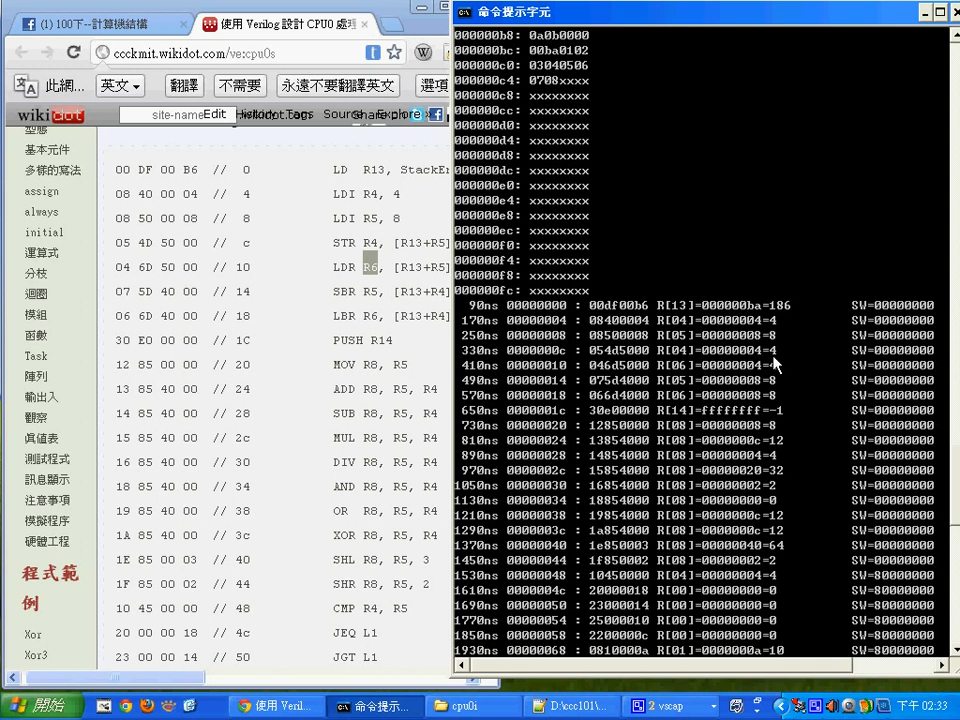 (1) 100下--計算機結構
使用 Verilog 設計 CPU0 處理
ccckmit.wikidot.com/ve:cpu0s
此網...
英文
翻譯
不需要
永遠不要翻譯英文
選項
wikidot
site-name
Edit
History
Tags
Source
Explore »
型態
基本元件
多樣的寫法
assign
always
initial
運算式
分枝
迴圈
模組
函數
Task
陣列
輸出入
觀察
真值表
測試程式
訊息顯示
注意事項
模擬程序
硬體工程
程式範
例
Xor
Xor3
00 DF 00 B6 // 0 LD R13, StackEn
08 40 00 04 // 4 LDI R4, 4
08 50 00 08 // 8 LDI R5, 8
05 4D 50 00 // c STR R4, [R13+R5]
04 6D 50 00 // 10 LDR R6, [R13+R5]
07 5D 40 00 // 14 SBR R5, [R13+R4]
06 6D 40 00 // 18 LBR R6, [R13+R4]
30 E0 00 00 // 1C PUSH R14
12 85 00 00 // 20 MOV R8, R5
13 85 40 00 // 24 ADD R8, R5, R4
14 85 40 00 // 28 SUB R8, R5, R4
15 85 40 00 // 2c MUL R8, R5, R4
16 85 40 00 // 30 DIV R8, R5, R4
18 85 40 00 // 34 AND R8, R5, R4
19 85 40 00 // 38 OR R8, R5, R4
1A 85 40 00 // 3c XOR R8, R5, R4
1E 85 00 03 // 40 SHL R8, R5, 3
1F 85 00 02 // 44 SHR R8, R5, 2
10 45 00 00 // 48 CMP R4, R5
20 00 00 18 // 4c JEQ L1
23 00 00 14 // 50 JGT L1
命令提示字元
000000b8: 0a0b0000
000000bc: 00ba0102
000000c0: 03040506
000000c4: 0708xxxx
000000c8: xxxxxxxx
000000cc: xxxxxxxx
000000d0: xxxxxxxx
000000d4: xxxxxxxx
000000d8: xxxxxxxx
000000dc: xxxxxxxx
000000e0: xxxxxxxx
000000e4: xxxxxxxx
000000e8: xxxxxxxx
000000ec: xxxxxxxx
000000f0: xxxxxxxx
000000f4: xxxxxxxx
000000f8: xxxxxxxx
000000fc: xxxxxxxx
90ns 00000000 : 00df00b6 R[13]=000000ba=186 SW=00000000
170ns 00000004 : 08400004 R[04]=00000004=4 SW=00000000
250ns 00000008 : 08500008 R[05]=00000008=8 SW=00000000
330ns 0000000c : 054d5000 R[04]=00000004=4 SW=00000000
410ns 00000010 : 046d5000 R[06]=00000004=4 SW=00000000
490ns 00000014 : 075d4000 R[05]=00000008=8 SW=00000000
570ns 00000018 : 066d4000 R[06]=00000008=8 SW=00000000
650ns 0000001c : 30e00000 R[14]=ffffffff=-1 SW=00000000
730ns 00000020 : 12850000 R[08]=00000008=8 SW=00000000
810ns 00000024 : 13854000 R[08]=0000000c=12 SW=00000000
890ns 00000028 : 14854000 R[08]=00000004=4 SW=00000000
970ns 0000002c : 15854000 R[08]=00000020=32 SW=00000000
1050ns 00000030 : 16854000 R[08]=00000002=2 SW=00000000
1130ns 00000034 : 18854000 R[08]=00000000=0 SW=00000000
1210ns 00000038 : 19854000 R[08]=0000000c=12 SW=00000000
1290ns 0000003c : 1a854000 R[08]=0000000c=12 SW=00000000
1370ns 00000040 : 1e850003 R[08]=00000040=64 SW=00000000
1450ns 00000044 : 1f850002 R[08]=00000002=2 SW=00000000
1530ns 00000048 : 10450000 R[04]=00000004=4 SW=80000000
1610ns 0000004c : 20000018 R[00]=00000000=0 SW=80000000
1690ns 00000050 : 23000014 R[00]=00000000=0 SW=80000000
1770ns 00000054 : 25000010 R[00]=00000000=0 SW=80000000
1850ns 00000058 : 2200000c R[00]=00000000=0 SW=80000000
1930ns 00000068 : 0810000a R[01]=0000000a=10 SW=80000000
開始
使用 Veril...
命令提示字元...
cpu0i
D:\ccc101\...
2 vscap
下午 02:33